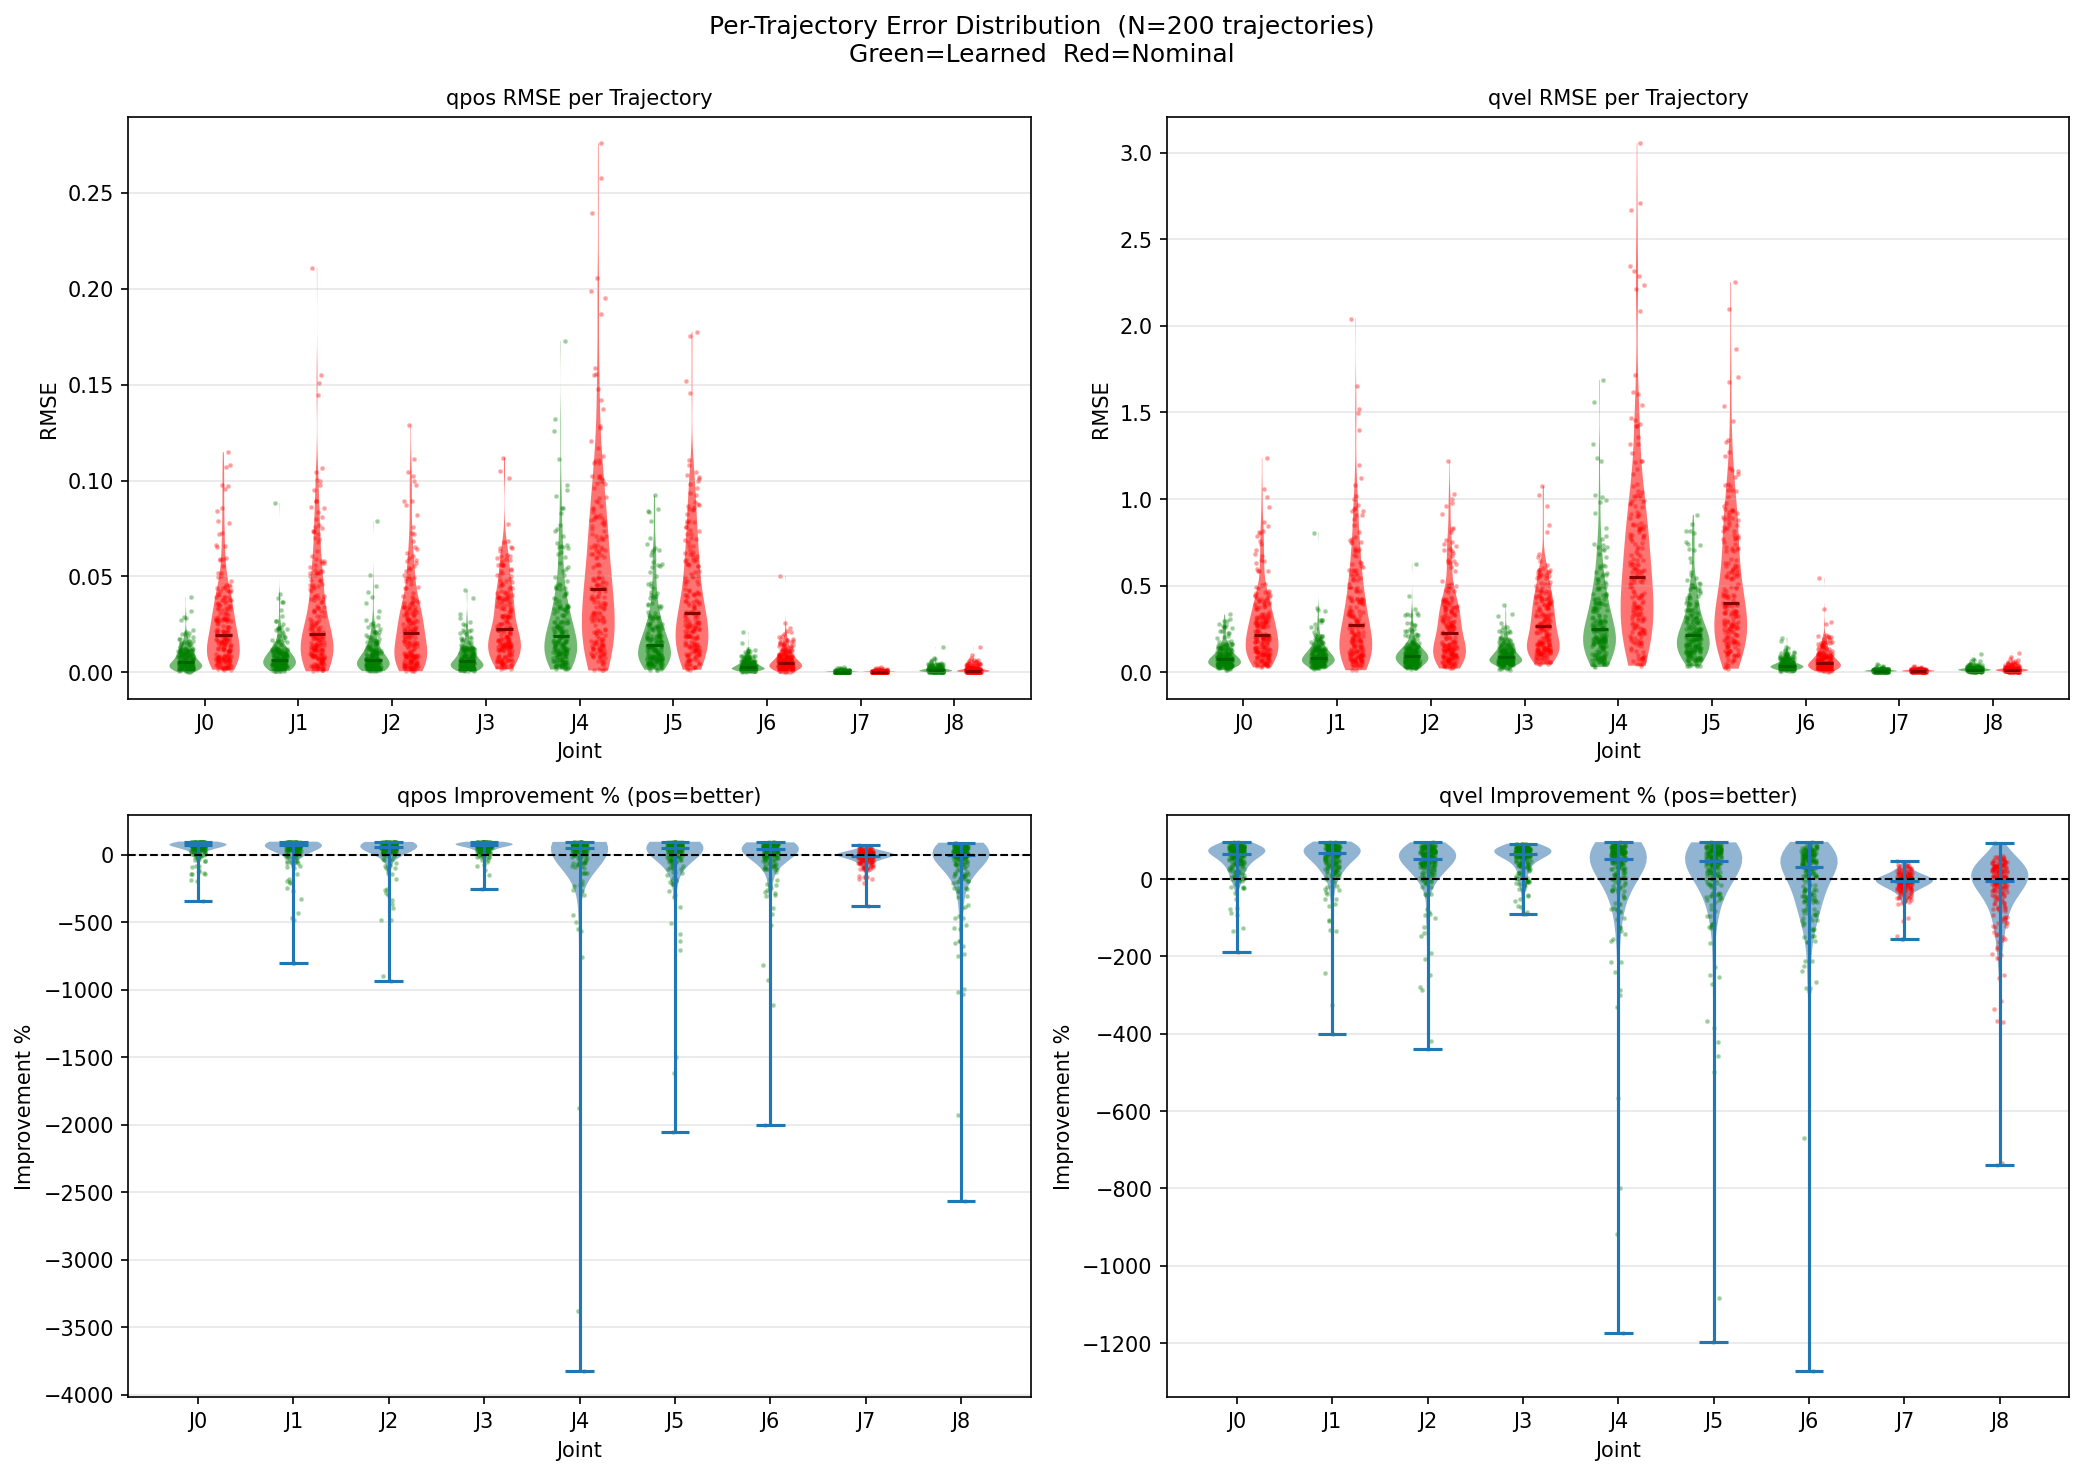 Per-Trajectory Error Distribution  (N=200 trajectories)
Green=Learned  Red=Nominal
qpos RMSE per Trajectory
RMSE
0.25
0.20
0.15
0.10
0.05
0.00
J0 J1 J2 J3 J4 J5 J6 J7 J8
Joint
qvel RMSE per Trajectory
RMSE
3.0
2.5
2.0
1.5
1.0
0.5
0.0
J0 J1 J2 J3 J4 J5 J6 J7 J8
Joint
qpos Improvement % (pos=better)
Improvement %
0
−500
−1000
−1500
−2000
−2500
−3000
−3500
−4000
J0 J1 J2 J3 J4 J5 J6 J7 J8
Joint
qvel Improvement % (pos=better)
Improvement %
0
−200
−400
−600
−800
−1000
−1200
J0 J1 J2 J3 J4 J5 J6 J7 J8
Joint